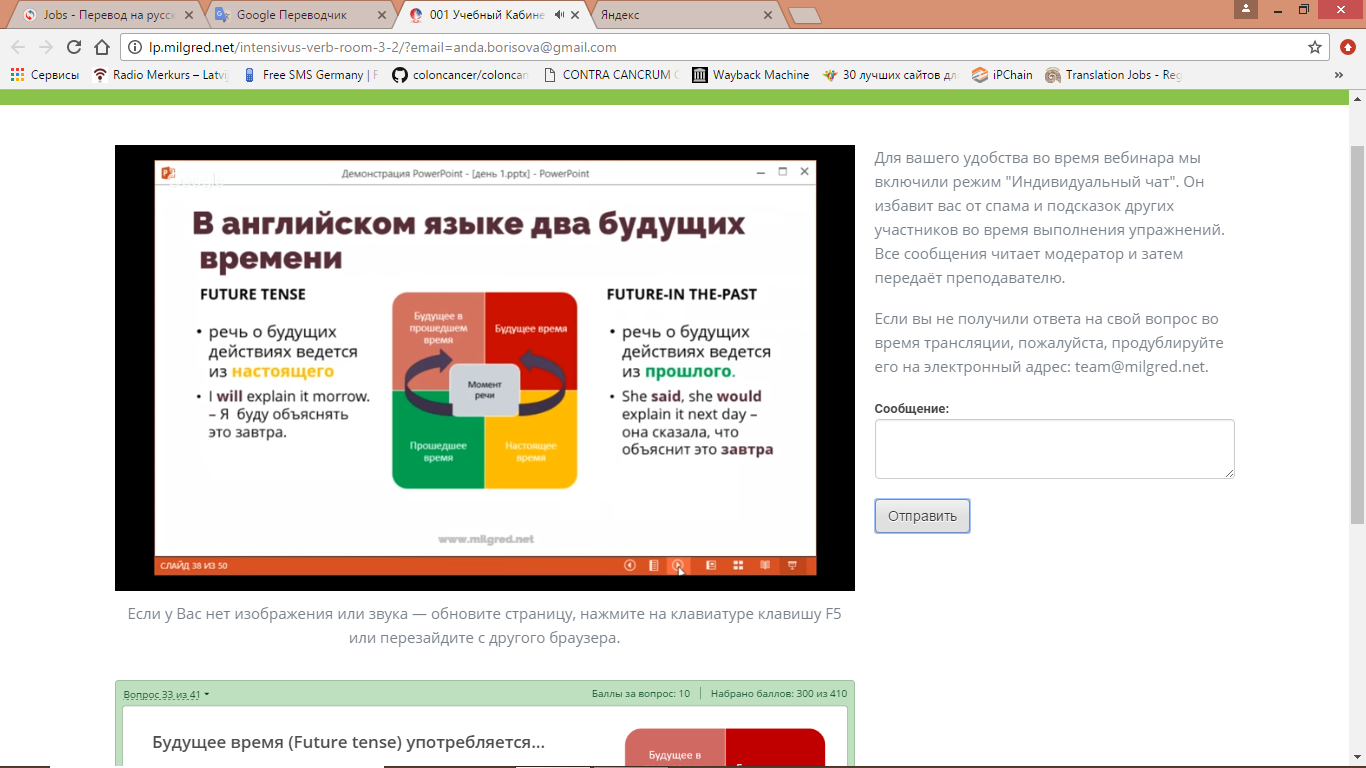 Jobs - Перевод на русск
Google Переводчик
001 Учебный Кабине
Яндекс
lp.milgred.net/intensivus-verb-room-3-2/?email=anda.borisova@gmail.com
Сервисы
Radio Merkurs – Latvi
Free SMS Germany | F
coloncancer/coloncan
CONTRA CANCRUM C
Wayback Machine
30 лучших сайтов дл
iPChain
Translation Jobs - Reg
»
Демонстрация PowerPoint - [день 1.pptx] - PowerPoint
В английском языке два будущих
времени
FUTURE TENSE
• речь о будущих
действиях ведется
из настоящего
• I will explain it morrow.
– Я буду объяснять
это завтра.
Будущее в
прошедшем
время
Будущее время
Момент
речи
Прошедшее
время
Настоящее
время
FUTURE-IN THE-PAST
• речь о будущих
действиях ведется
из прошлого.
• She said, she would
explain it next day –
она сказала, что
объяснит это завтра
www.milgred.net
СЛАЙД 38 ИЗ 50
Если у Вас нет изображения или звука — обновите страницу, нажмите на клавиатуре клавишу F5
или перезайдите с другого браузера.
Для вашего удобства во время вебинара мы
включили режим "Индивидуальный чат". Он
избавит вас от спама и подсказок других
участников во время выполнения упражнений.
Все сообщения читает модератор и затем
передаёт преподавателю.
Если вы не получили ответа на свой вопрос во
время трансляции, пожалуйста, продублируйте
его на электронный адрес: team@milgred.net.
Сообщение:
Отправить
Вопрос 33 из 41
Баллы за вопрос: 10
Набрано баллов: 300 из 410
Будущее время (Future tense) употребляется...
Будущее в